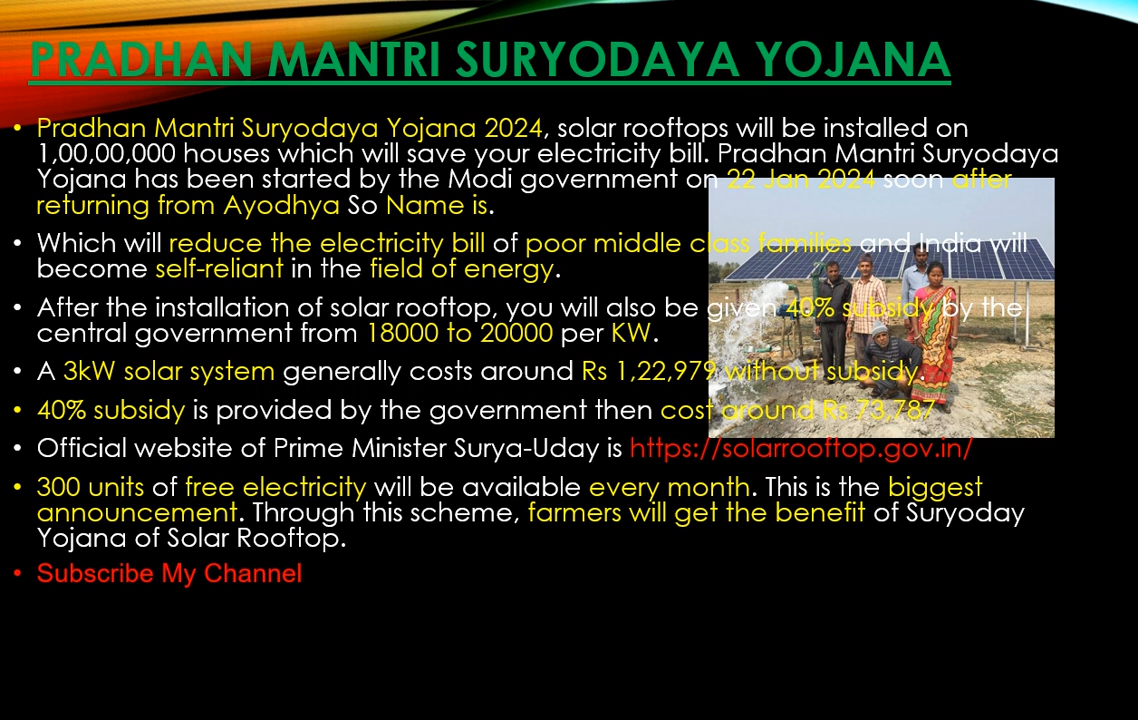 PRADHAN MANTRI SURYODAYA YOJANA
• Pradhan Mantri Suryodaya Yojana 2024, solar rooftops will be installed on
1,00,00,000 houses which will save your electricity bill. Pradhan Mantri Suryodaya
Yojana has been started by the Modi government on 22 Jan 2024 soon after
returning from Ayodhya So Name is.
• Which will reduce the electricity bill of poor middle class families and India will
become self-reliant in the field of energy.
• After the installation of solar rooftop, you will also be given 40% subsidy by the
central government from 18000 to 20000 per KW.
• A 3kW solar system generally costs around Rs 1,22,979 without subsidy.
• 40% subsidy is provided by the government then cost around Rs 73,787
• Official website of Prime Minister Surya-Uday is https://solarrooftop.gov.in/
• 300 units of free electricity will be available every month. This is the biggest
announcement. Through this scheme, farmers will get the benefit of Suryoday
Yojana of Solar Rooftop.
• Subscribe My Channel